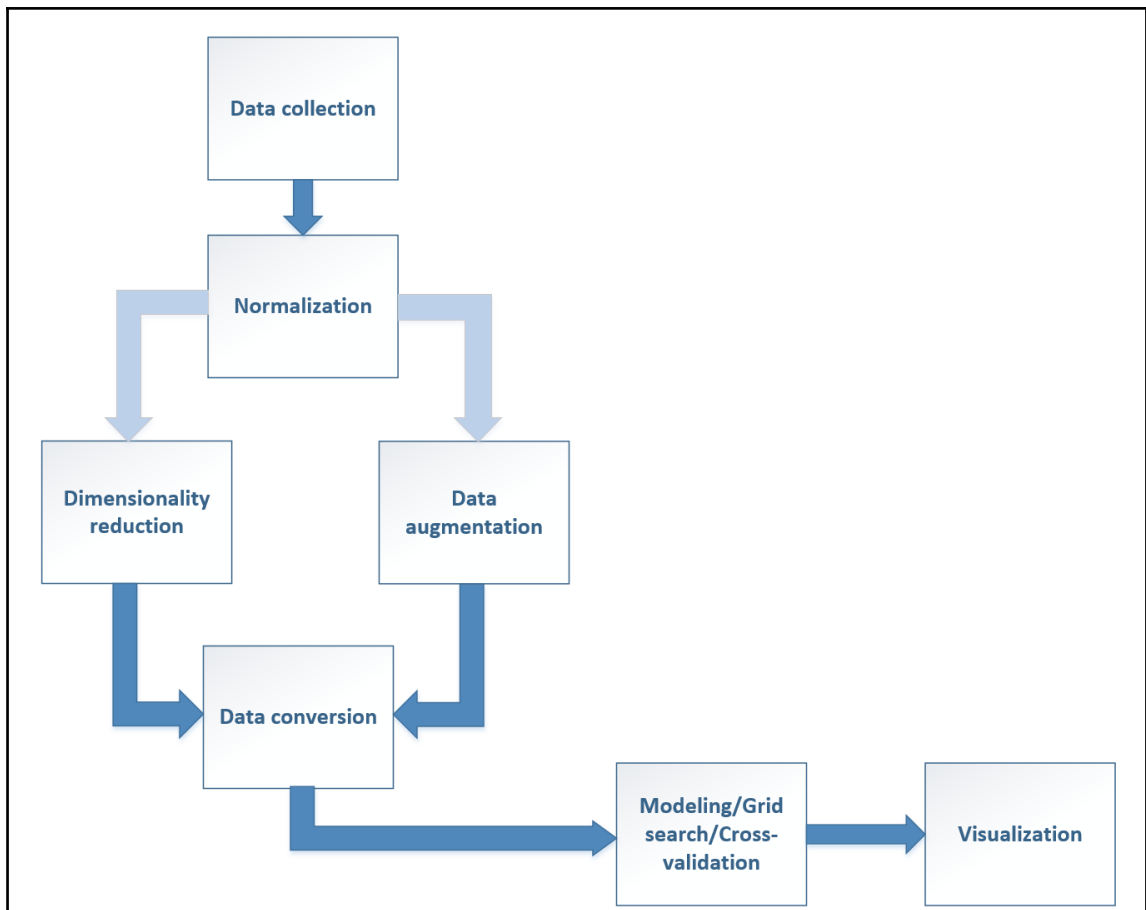 Data collection
Normalization
Dimensionality
reduction
Data
augmentation
Data conversion
Modeling/Grid
search/Cross-
validation
Visualization